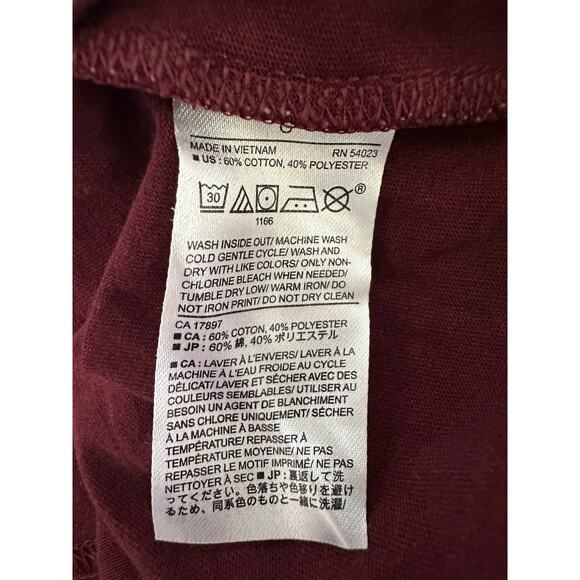 MADE IN VIETNAM RN 54023
■ US : 60% COTTON, 40% POLYESTER
30 ®
1166
WASH INSIDE OUT/ MACHINE WASH
COLD GENTLE CYCLE/ WASH AND
DRY WITH LIKE COLORS/ ONLY NON-
CHLORINE BLEACH WHEN NEEDED/
TUMBLE DRY LOW/ WARM IRON/ DO
NOT IRON PRINT/ DO NOT DRY CLEAN
CA 17897
■ CA : 60% COTON, 40% POLYESTER
■ JP : 60% 綿, 40% ポリエステル
■ CA : LAVER À L'ENVERS/ LAVER À LA
MACHINE À L'EAU FROIDE AU CYCLE
DÉLICAT/ LAVER ET SÉCHER AVEC DES
COULEURS SEMBLABLES/ UTILISER AU
BESOIN UN AGENT DE BLANCHIMENT
SANS CHLORE UNIQUEMENT/ SÉCHER
À LA MACHINE À BASSE
TEMPÉRATURE/ REPASSER À
TEMPÉRATURE MOYENNE/ NE PAS
REPASSER LE MOTIF IMPRIMÉ/ NE PAS
NETTOYER À SEC ■ JP : 裏返して洗
ってください。色落ちや色移りを避け
るため、同系色のものと一緒に洗濯/